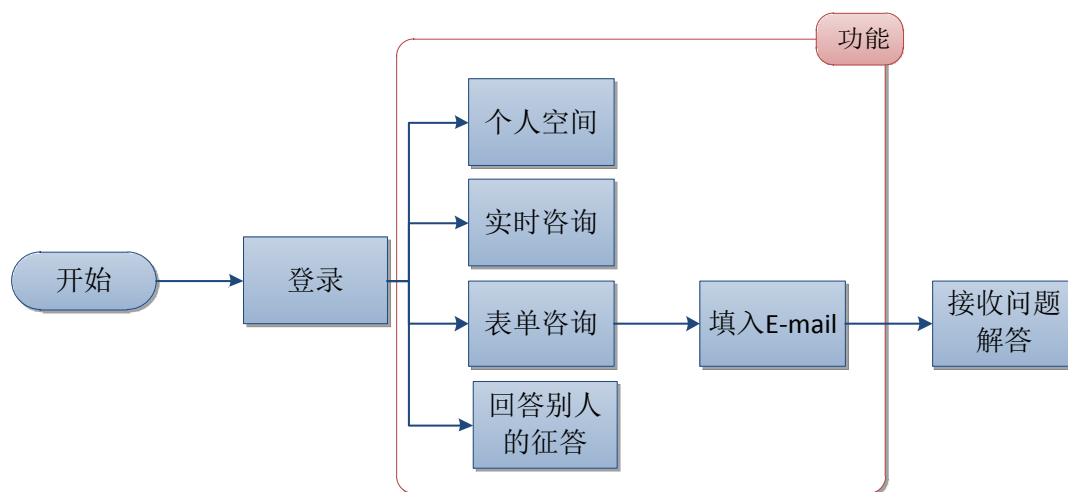 功能
个人空间
实时咨询
开始
登录
表单咨询
填入E-mail
接收问题
解答
回答别人
的征答